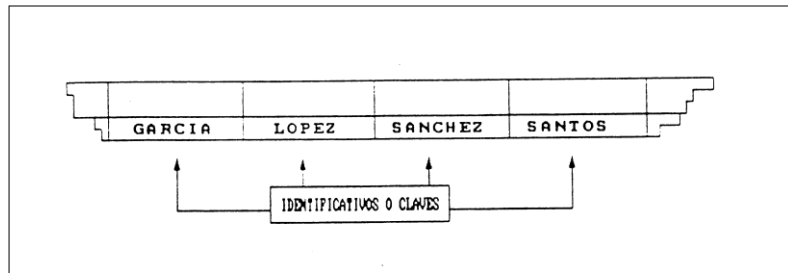 GARCIA LOPEZ SANCHEZ SANTOS
IDENTIFICATIVOS O CLAVES